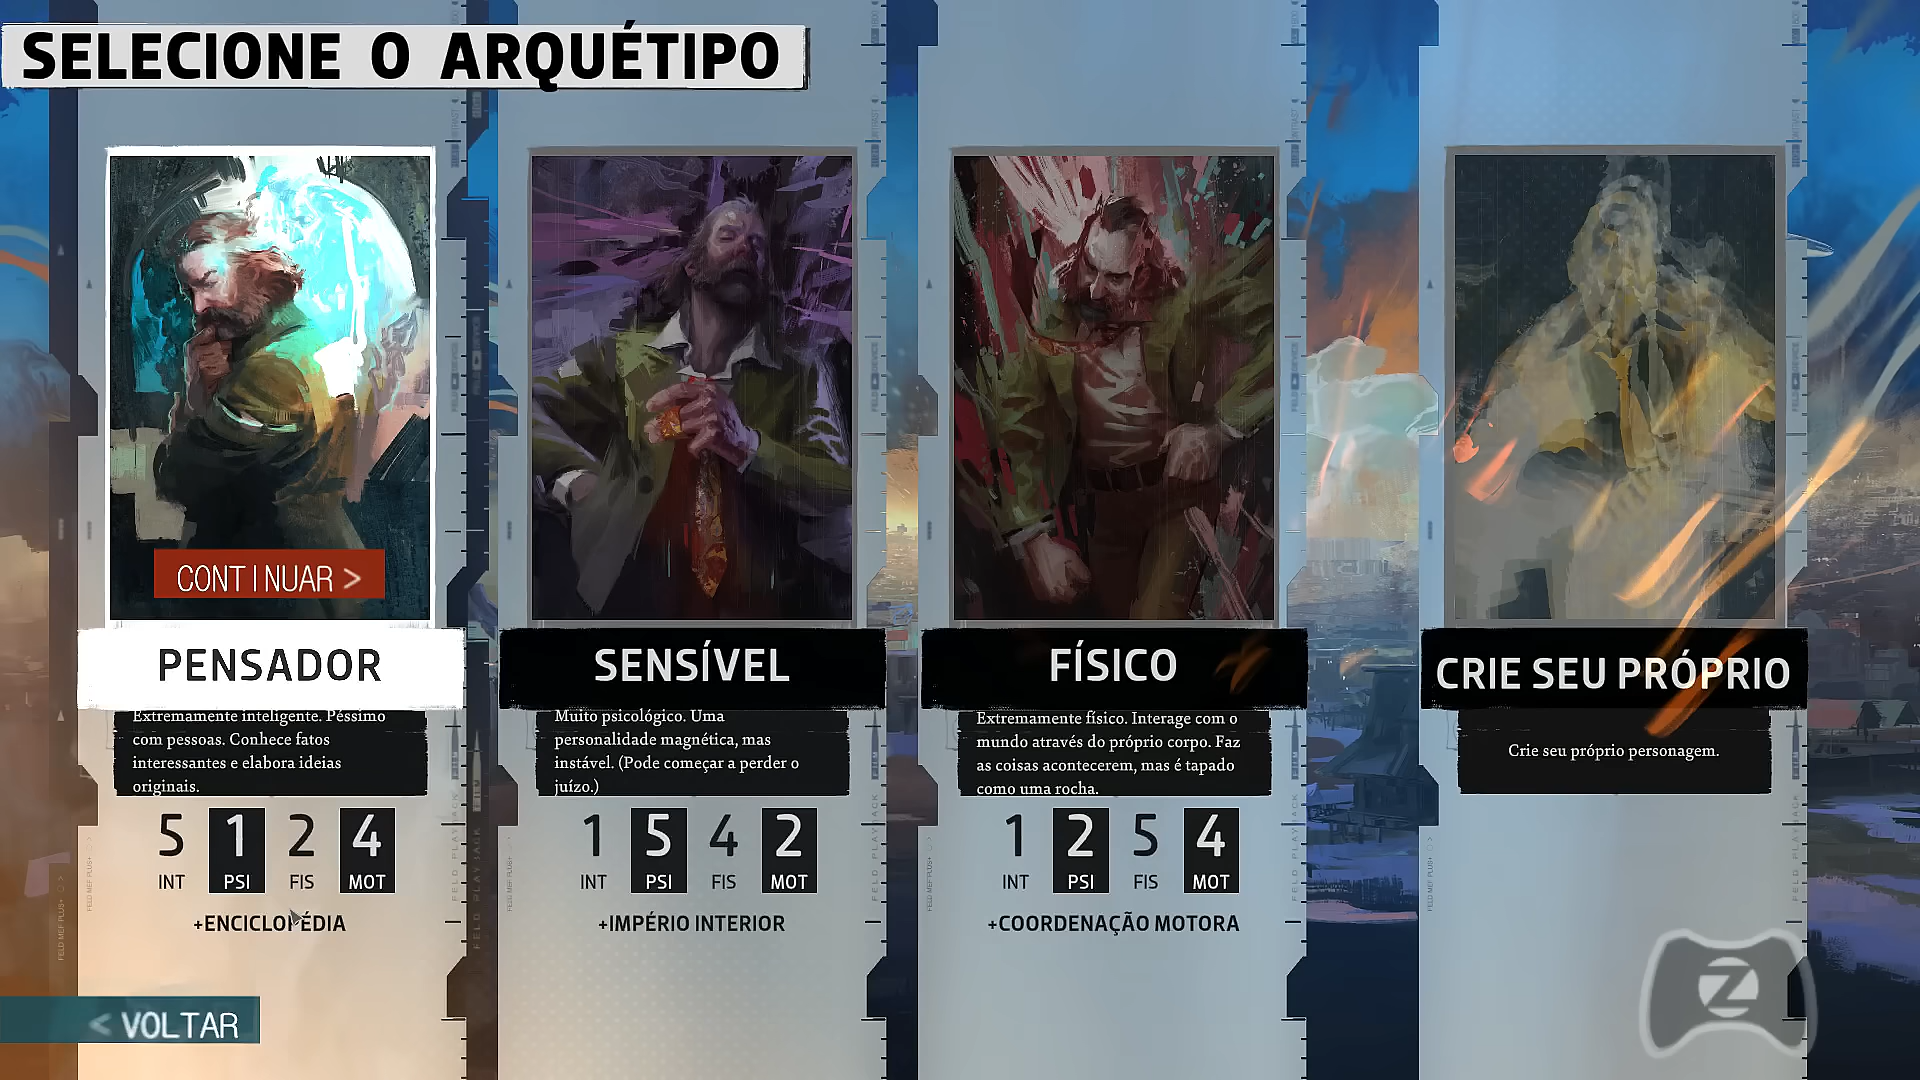 SELECIONE O ARQUÉTIPO
CONTINUAR >
PENSADOR
Extremamente inteligente. Péssimo
com pessoas. Conhece fatos
interessantes e elabora ideias
originais.
5 1 2 4
INT PSI FIS MOT
+ENCICLOPÉDIA
SENSÍVEL
Muito psicológico. Uma
personalidade magnética, mas
instável. (Pode começar a perder o
juízo.)
1 5 4 2
INT PSI FIS MOT
+IMPÉRIO INTERIOR
FÍSICO
Extremamente físico. Interage com o
mundo através do próprio corpo. Faz
as coisas acontecerem, mas é tapado
como uma rocha.
1 2 5 4
INT PSI FIS MOT
+COORDENAÇÃO MOTORA
CRIE SEU PRÓPRIO
Crie seu próprio personagem.
< VOLTAR
Z